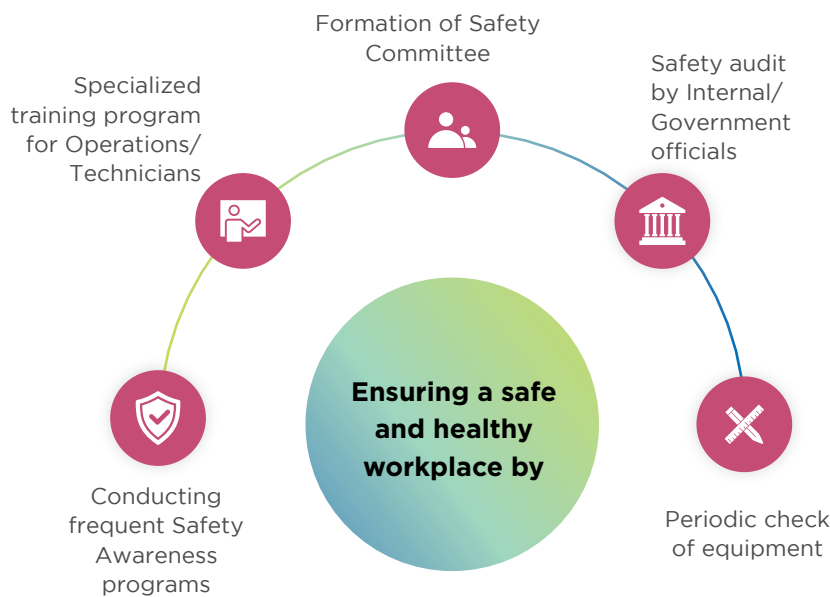 Formation of Safety
Committee
Specialized
training program
for Operations/
Technicians
Safety audit
by Internal/
Government
officials
Ensuring a safe
and healthy
workplace by
Conducting
frequent Safety
Awareness
programs
Periodic check
of equipment